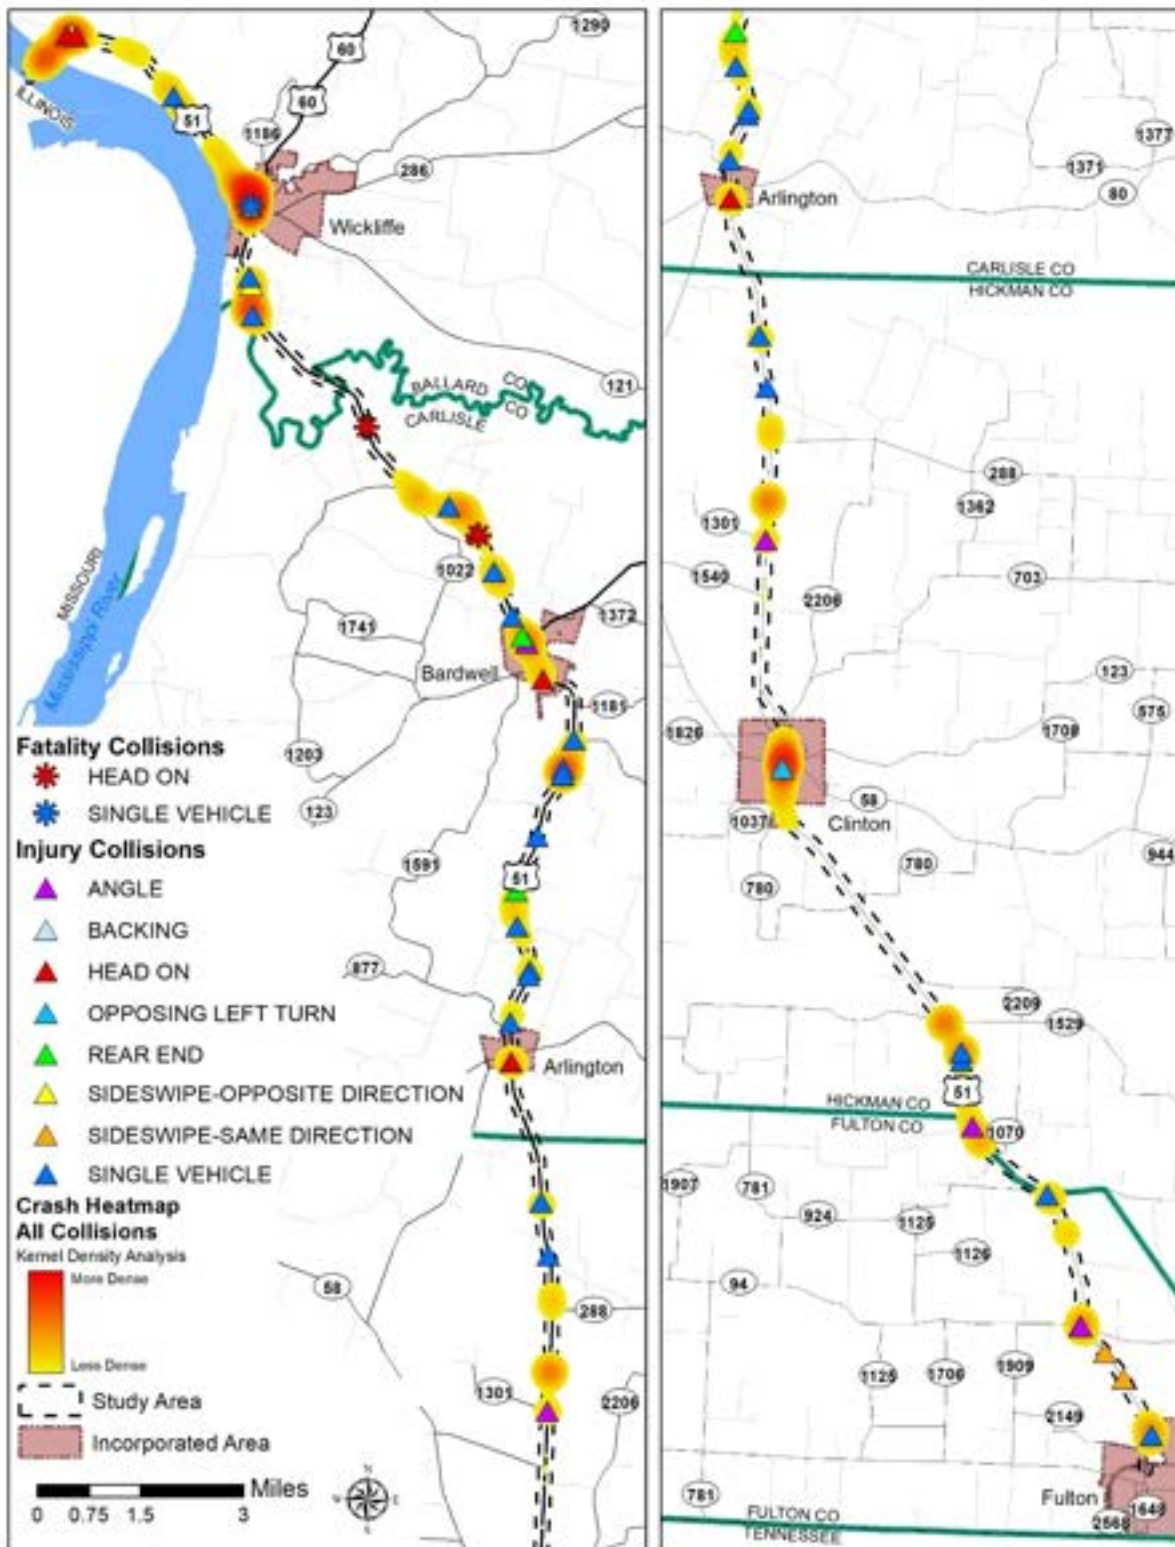 1290
60
60
ILLINOIS
51
1186
286
Wickliffe
121
BALLARD CO
CARLISLE CO
MISSOURI
Mississippi River
1022
1372
1741
Bardwell
1181
1203
123
1591
51
877
Arlington
58
288
1301
2206
Fatality Collisions
HEAD ON
SINGLE VEHICLE
Injury Collisions
ANGLE
BACKING
HEAD ON
OPPOSING LEFT TURN
REAR END
SIDESWIPE-OPPOSITE DIRECTION
SIDESWIPE-SAME DIRECTION
SINGLE VEHICLE
Crash Heatmap
All Collisions
Kernel Density Analysis
More Dense
Less Dense
Study Area
Incorporated Area
Miles
0 0.75 1.5 3
N
E
S
1377
1371
80
Arlington
CARLISLE CO
HICKMAN CO
288
1362
1301
1540
703
2206
123
575
1826
1708
58
Clinton
1037
944
780
780
2209
1529
51
HICKMAN CO
FULTON CO
1070
1907
781
924
1125
1126
94
1125
1706
1909
2149
781
Fulton
1648
2568
FULTON CO
TENNESSEE